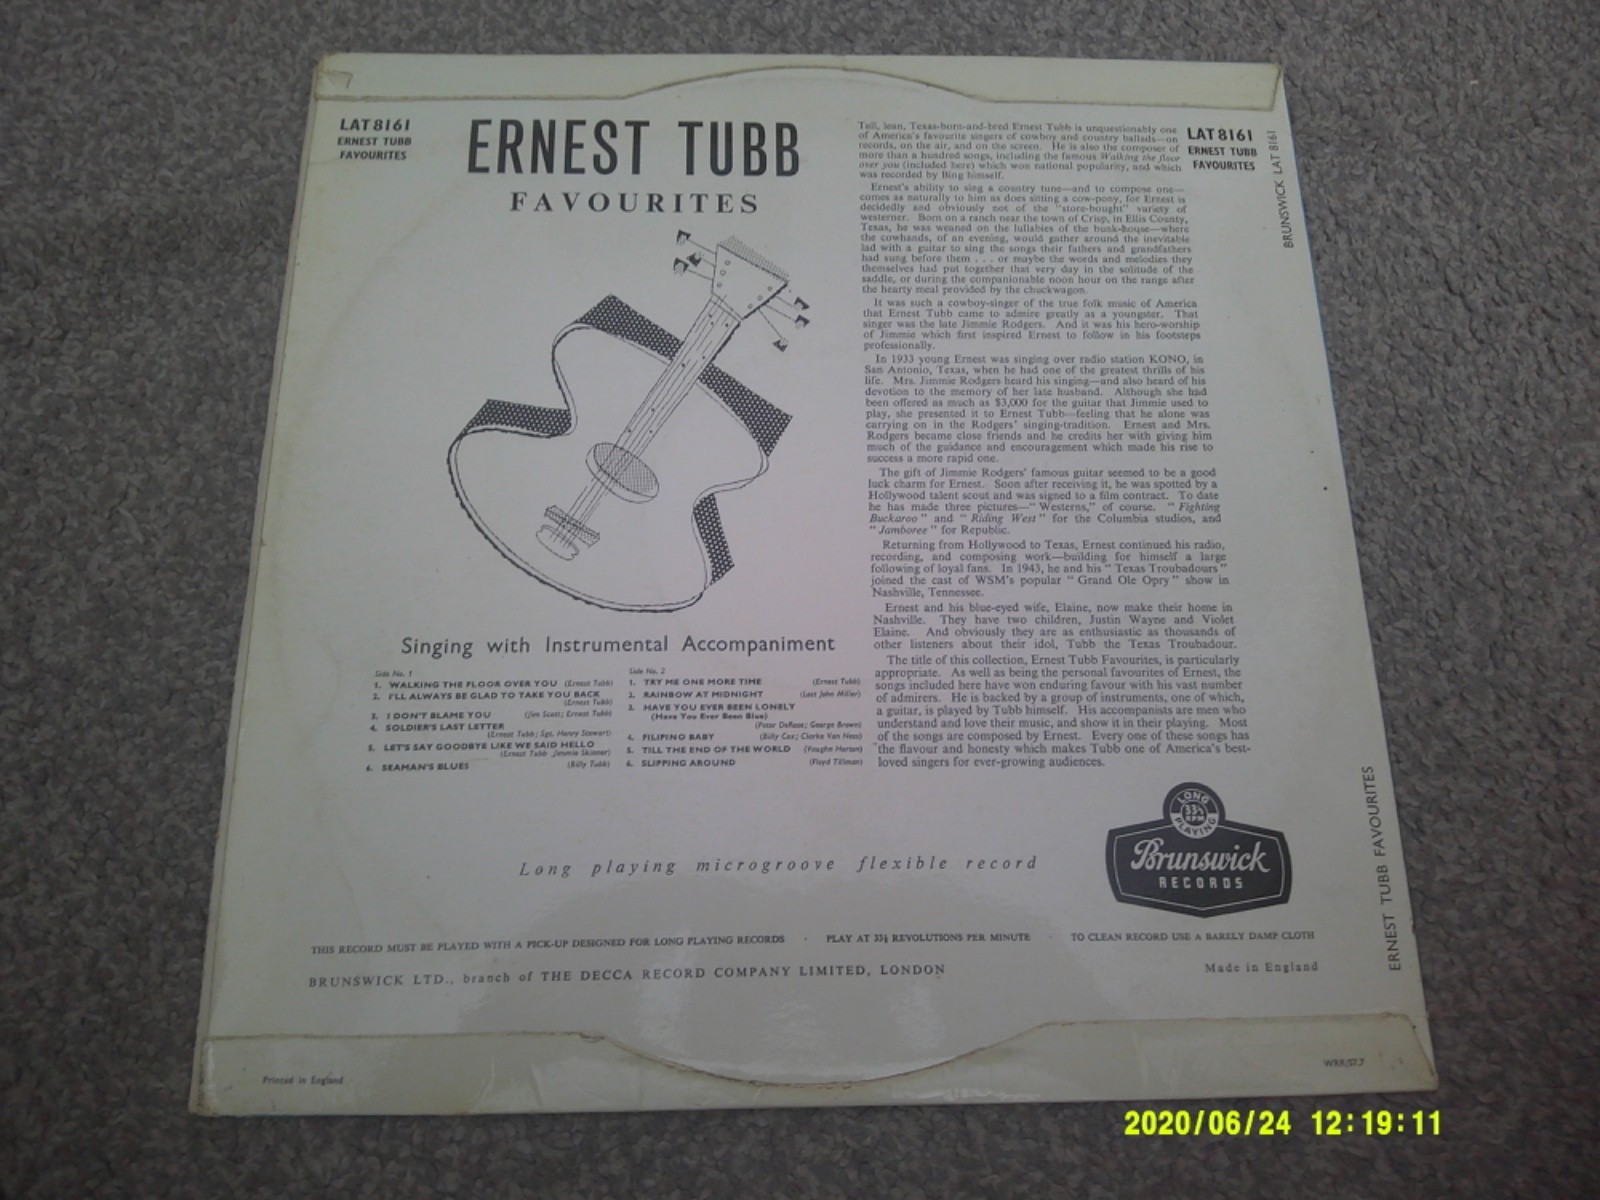 LAT 8161
ERNEST TUBB
FAVOURITES
ERNEST TUBB
FAVOURITES
Singing with Instrumental Accompaniment
Side No. 1
1. WALKING THE FLOOR OVER YOU (Ernest Tubb)
2. I'LL ALWAYS BE GLAD TO TAKE YOU BACK
(Ernest Tubb)
3. I DON'T BLAME YOU (Jim Scott; Ernest Tubb)
4. SOLDIER'S LAST LETTER
(Ernest Tubb; Sgt. Henry Stewart)
5. LET'S SAY GOODBYE LIKE WE SAID HELLO
(Ernest Tubb Jimmie Skinner)
6. SEAMAN'S BLUES (Billy Tubb)
Side No. 2
1. TRY ME ONE MORE TIME (Ernest Tubb)
2. RAINBOW AT MIDNIGHT (Lost John Miller)
3. HAVE YOU EVER BEEN LONELY
(Have You Ever Been Blue)
(Peter DeRose; George Brown)
4. FILIPINO BABY (Billy Cox; Clarke Van Ness)
5. TILL THE END OF THE WORLD (Vaughn Horton)
6. SLIPPING AROUND (Floyd Tillman)
Tall, lean, Texas-born-and-bred Ernest Tubb is unquestionably one
of America's favourite singers of cowboy and country ballads—on
records, on the air, and on the screen. He is also the composer of
more than a hundred songs, including the famous Walking the floor
over you (included here) which won national popularity, and which
was recorded by Bing himself.
Ernest's ability to sing a country tune—and to compose one—
comes as naturally to him as does sitting a cow-pony, for Ernest is
decidedly and obviously not of the "store-bought" variety of
westerner. Born on a ranch near the town of Crisp, in Ellis County,
Texas, he was weaned on the lullabies of the bunk-house—where
the cowhands, of an evening, would gather around the inevitable
lad with a guitar to sing the songs their fathers and grandfathers
had sung before them . . . or maybe the words and melodies they
themselves had put together that very day in the solitude of the
saddle, or during the companionable noon hour on the range after
the hearty meal provided by the chuckwagon.
It was such a cowboy-singer of the true folk music of America
that Ernest Tubb came to admire greatly as a youngster. That
singer was the late Jimmie Rodgers. And it was his hero-worship
of Jimmie which first inspired Ernest to follow in his footsteps
professionally.
In 1933 young Ernest was singing over radio station KONO, in
San Antonio, Texas, when he had one of the greatest thrills of his
life. Mrs. Jimmie Rodgers heard his singing—and also heard of his
devotion to the memory of her late husband. Although she had
been offered as much as $3,000 for the guitar that Jimmie used to
play, she presented it to Ernest Tubb—feeling that he alone was
carrying on in the Rodgers' singing-tradition. Ernest and Mrs.
Rodgers became close friends and he credits her with giving him
much of the guidance and encouragement which made his rise to
success a more rapid one.
The gift of Jimmie Rodgers' famous guitar seemed to be a good
luck charm for Ernest. Soon after receiving it, he was spotted by a
Hollywood talent scout and was signed to a film contract. To date
he has made three pictures—"Westerns," of course. "Fighting
Buckaroo" and "Riding West" for the Columbia studios, and
"Jamboree" for Republic.
Returning from Hollywood to Texas, Ernest continued his radio,
recording, and composing work—building for himself a large
following of loyal fans. In 1943, he and his "Texas Troubadours"
joined the cast of WSM's popular "Grand Ole Opry" show in
Nashville, Tennessee.
Ernest and his blue-eyed wife, Elaine, now make their home in
Nashville. They have two children, Justin Wayne and Violet
Elaine. And obviously they are as enthusiastic as thousands of
other listeners about their idol, Tubb the Texas Troubadour.
The title of this collection, Ernest Tubb Favourites, is particularly
appropriate. As well as being the personal favourites of Ernest, the
songs included here have won enduring favour with his vast number
of admirers. He is backed by a group of instruments, one of which,
a guitar, is played by Tubb himself. His accompanists are men who
understand and love their music, and show it in their playing. Most
of the songs are composed by Ernest. Every one of these songs has
the flavour and honesty which makes Tubb one of America's best-
loved singers for ever-growing audiences.
LAT 8161
ERNEST TUBB
FAVOURITES
BRUNSWICK LAT 8161
ERNEST TUBB FAVOURITES
LONG
33⅓
RPM
PLAYING
Brunswick
RECORDS
Long playing microgroove flexible record
THIS RECORD MUST BE PLAYED WITH A PICK-UP DESIGNED FOR LONG PLAYING RECORDS · PLAY AT 33⅓ REVOLUTIONS PER MINUTE · TO CLEAN RECORD USE A BARELY DAMP CLOTH
BRUNSWICK LTD., branch of THE DECCA RECORD COMPANY LIMITED, LONDON
Made in England
Printed in England
WRR/577
2020/06/24 12:19:11